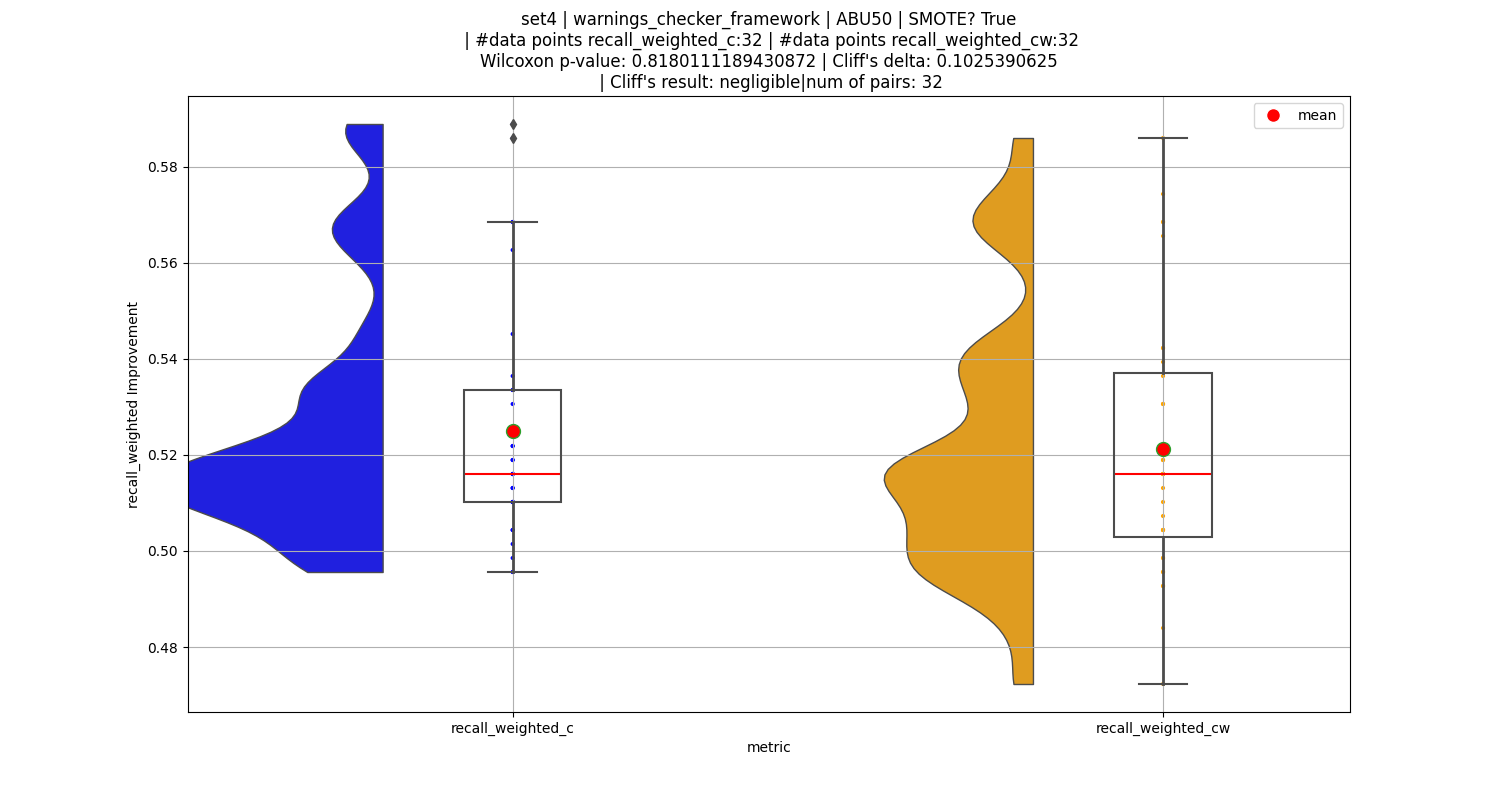 set4 | warnings_checker_framework | ABU50 | SMOTE? True
| #data points recall_weighted_c:32 | #data points recall_weighted_cw:32
Wilcoxon p-value: 0.8180111189430872 | Cliff's delta: 0.1025390625
| Cliff's result: negligible|num of pairs: 32
mean
0.58
0.56
0.54
0.52
0.50
0.48
recall_weighted Improvement
recall_weighted_c
recall_weighted_cw
metric